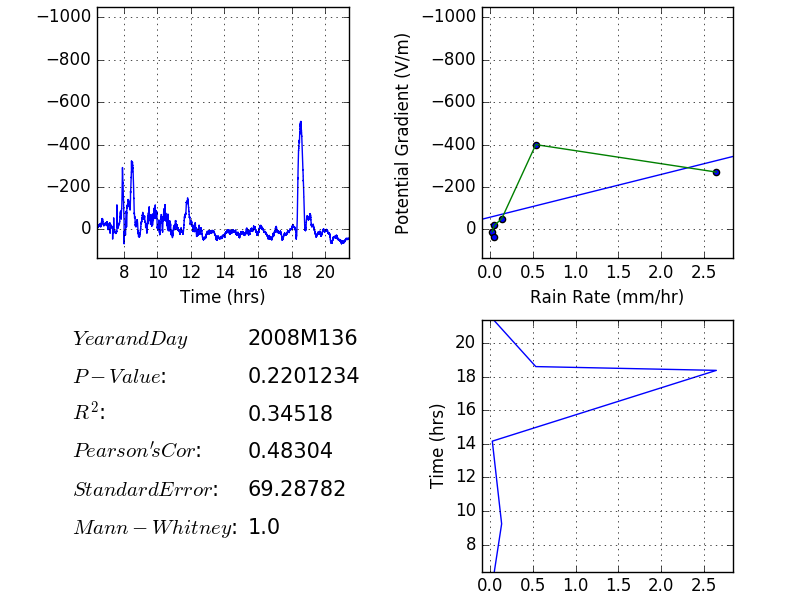 −1000
−800
−600
−400
−200
0
8 10 12 14 16 18 20
Time (hrs)
Potential Gradient (V/m)
−1000
−800
−600
−400
−200
0
0.0 0.5 1.0 1.5 2.0 2.5
Rain Rate (mm/hr)
YearandDay 2008M136
P−Value: 0.2201234
R²: 0.34518
Pearson'sCor: 0.48304
StandardError: 69.28782
Mann−Whitney: 1.0
Time (hrs)
20
18
16
14
12
10
8
0.0 0.5 1.0 1.5 2.0 2.5